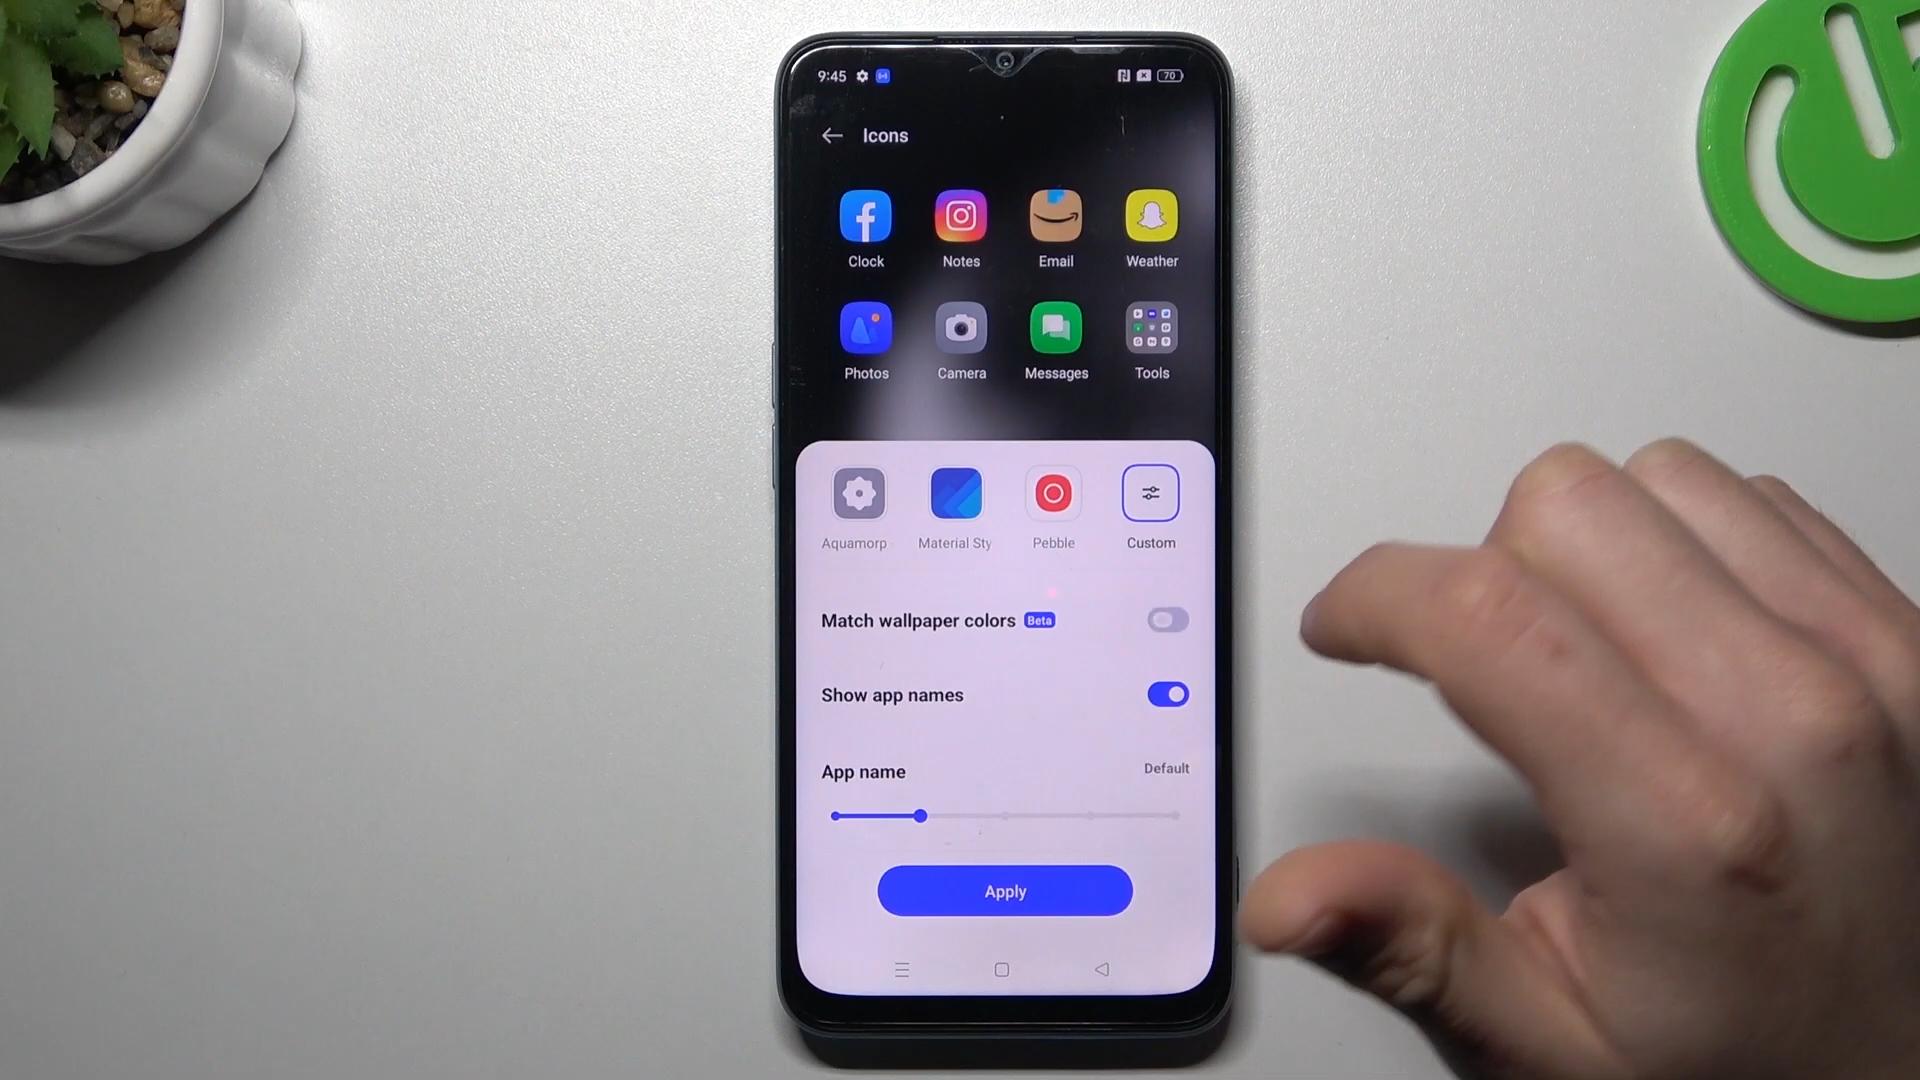 9:45 70
Icons
Clock Notes Email Weather
Photos Camera Messages Tools
Aquamorp Material Sty Pebble Custom
Match wallpaper colors Beta
Show app names
App name Default
Apply